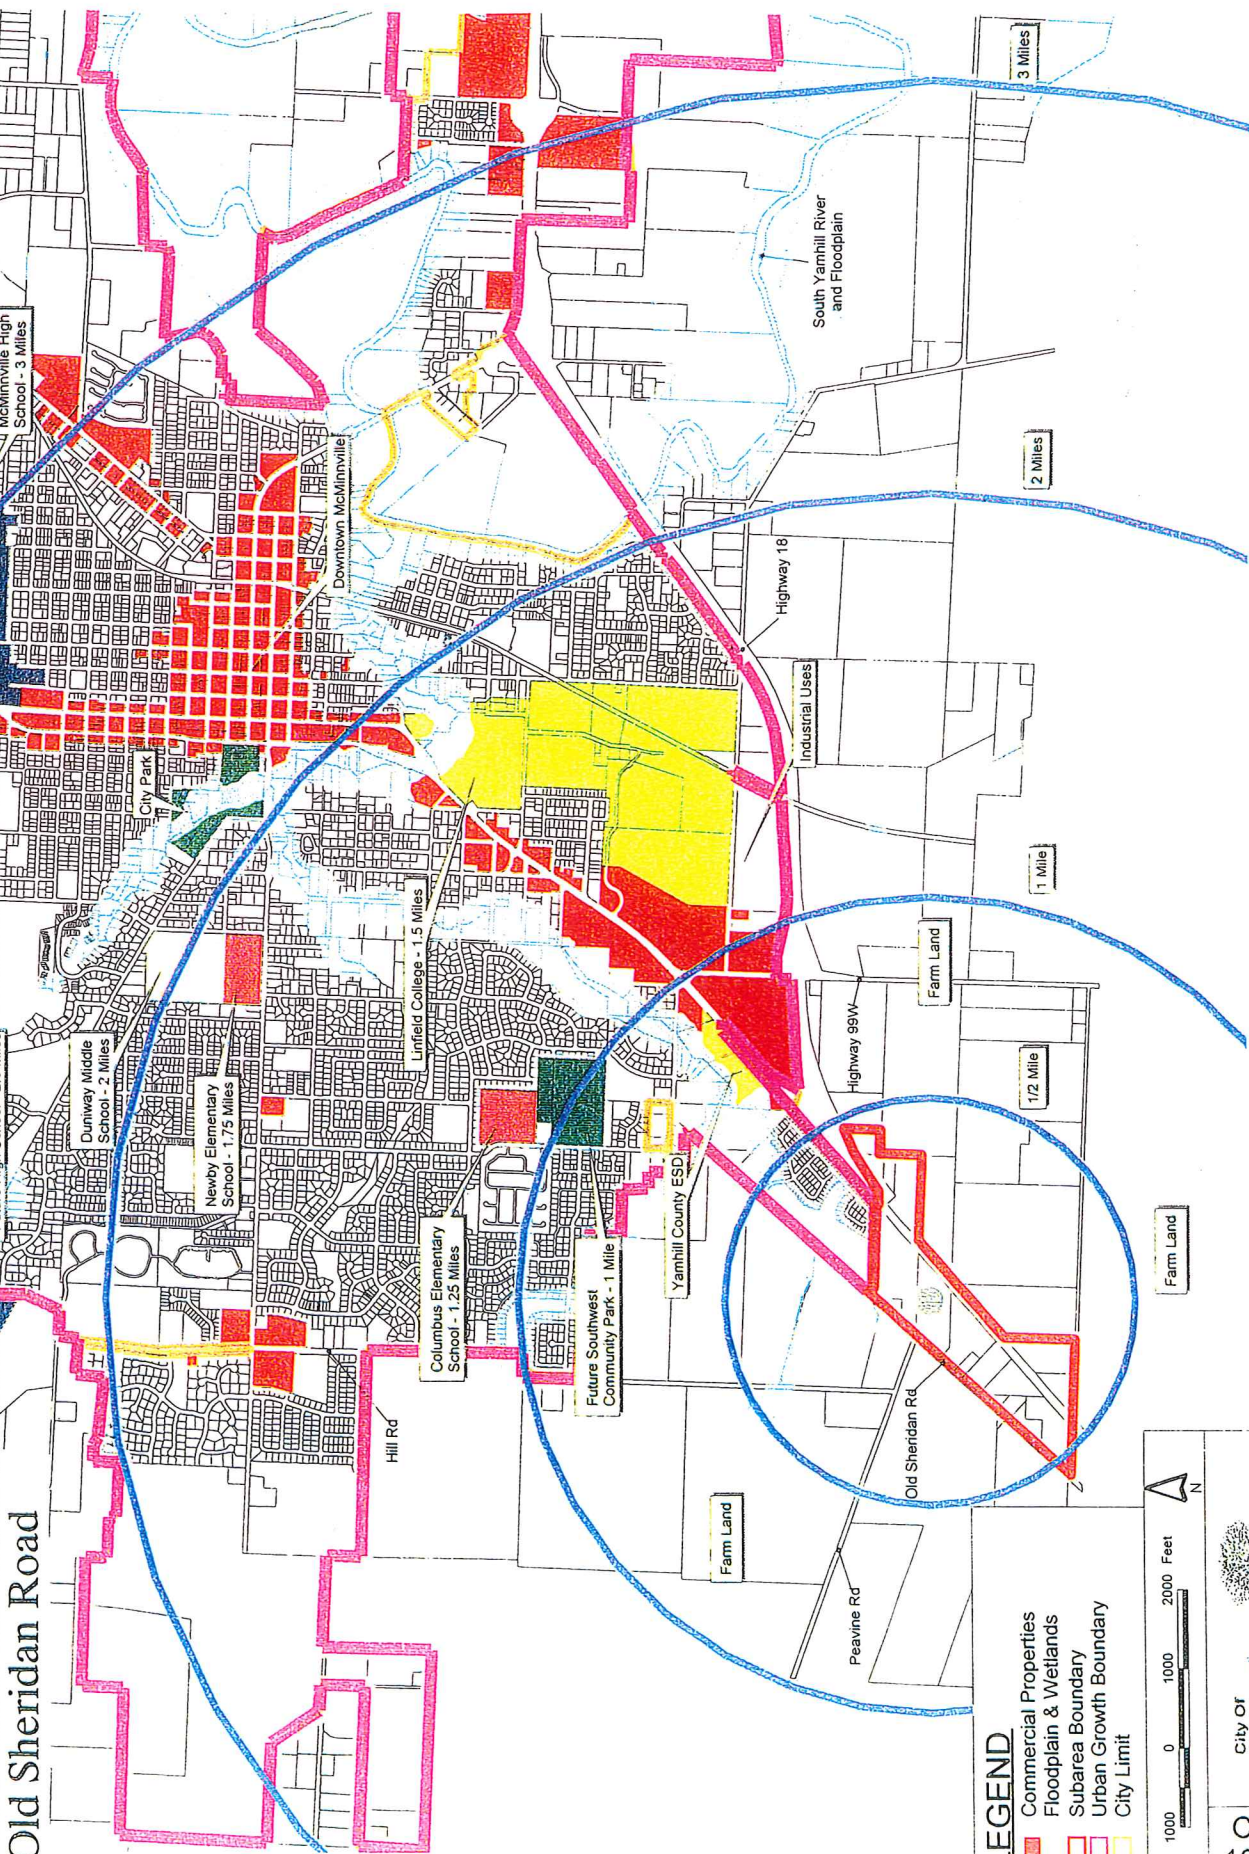 Old Sheridan Road
McMinnville High
School - 3 Miles
3 Miles
South Yamhill River
and Floodplain
Downtown McMinnville
2 Miles
Highway 18
Industrial Uses
City Park
Linfield College - 1.5 Miles
1 Mile
Farm Land
Duniway Middle
School - 2 Miles
Newby Elementary
School - 1.75 Miles
Highway 99W
1/2 Mile
Yamhill County ESD
Columbus Elementary
School - 1.25 Miles
Future Southwest
Community Park - 1 Mile
Farm Land
Hill Rd
Old Sheridan Rd
Farm Land
Peavine Rd
EGEND
Commercial Properties
Floodplain & Wetlands
Subarea Boundary
Urban Growth Boundary
City Limit
N
1000 0 1000 2000 Feet
City Of